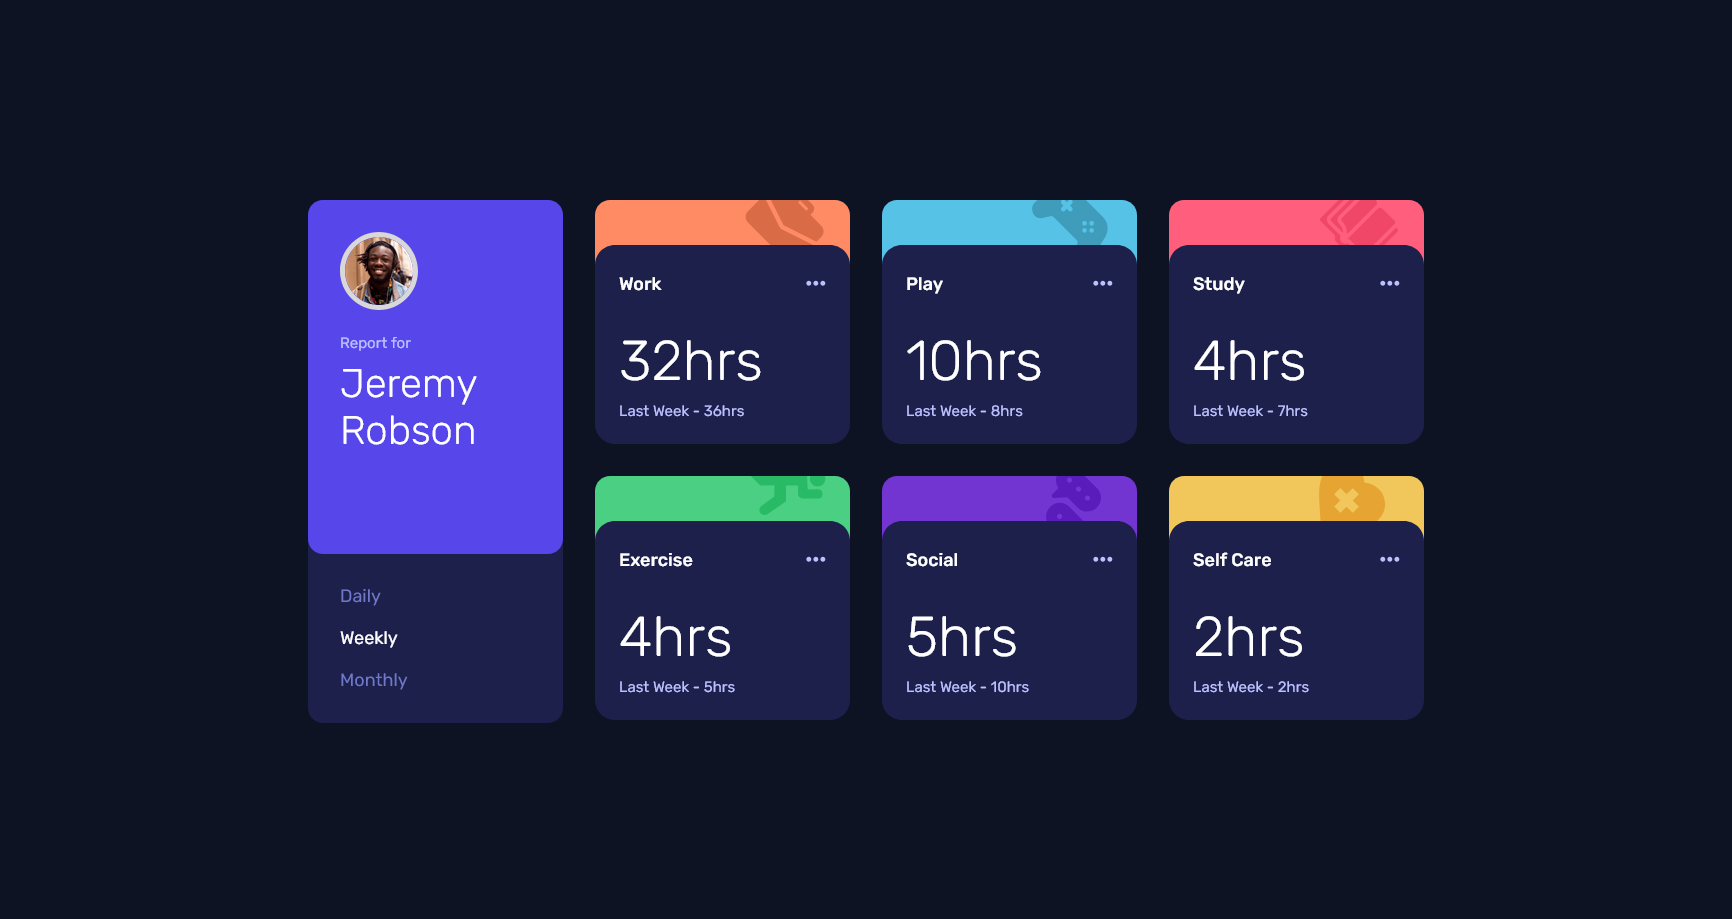 Report for
Jeremy
Robson
Daily
Weekly
Monthly
Work
32hrs
Last Week - 36hrs
Play
10hrs
Last Week - 8hrs
Study
4hrs
Last Week - 7hrs
Exercise
4hrs
Last Week - 5hrs
Social
5hrs
Last Week - 10hrs
Self Care
2hrs
Last Week - 2hrs